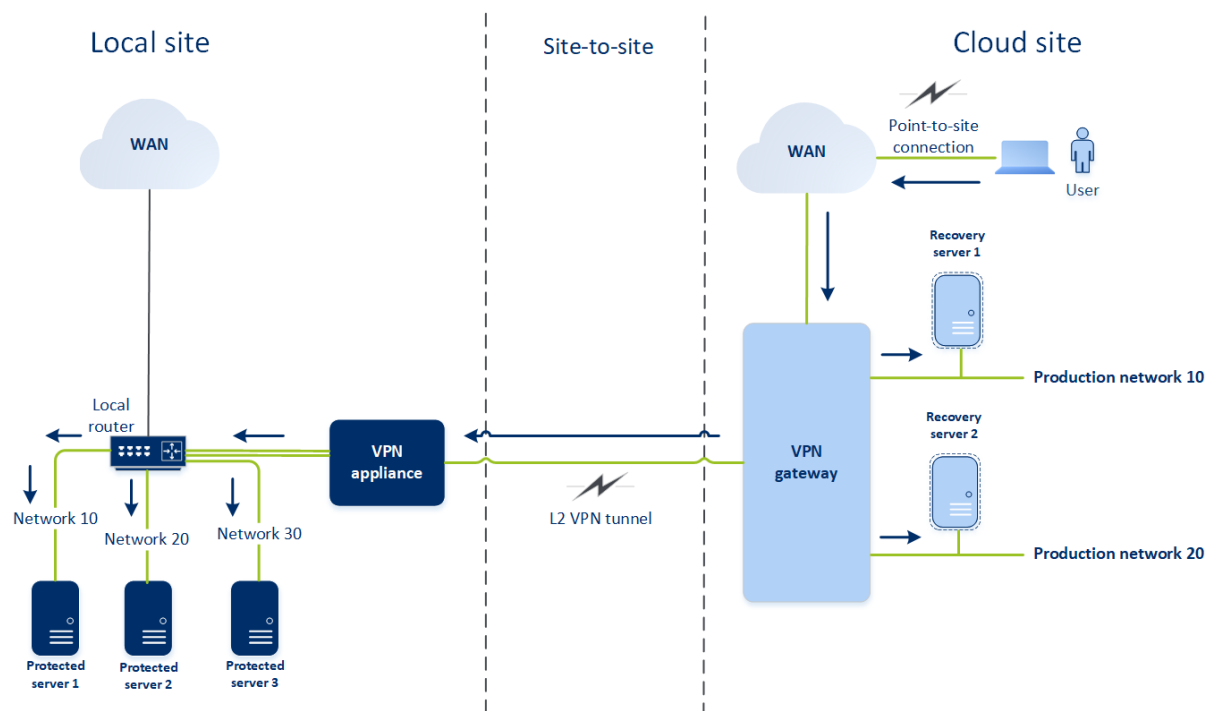 Local site
Site-to-site
Cloud site
WAN
WAN
Point-to-site
connection
User
Recovery
server 1
Production network 10
Local
router
VPN
appliance
VPN
gateway
Recovery
server 2
L2 VPN tunnel
Network 10
Network 20
Network 30
Production network 20
Protected
server 1
Protected
server 2
Protected
server 3